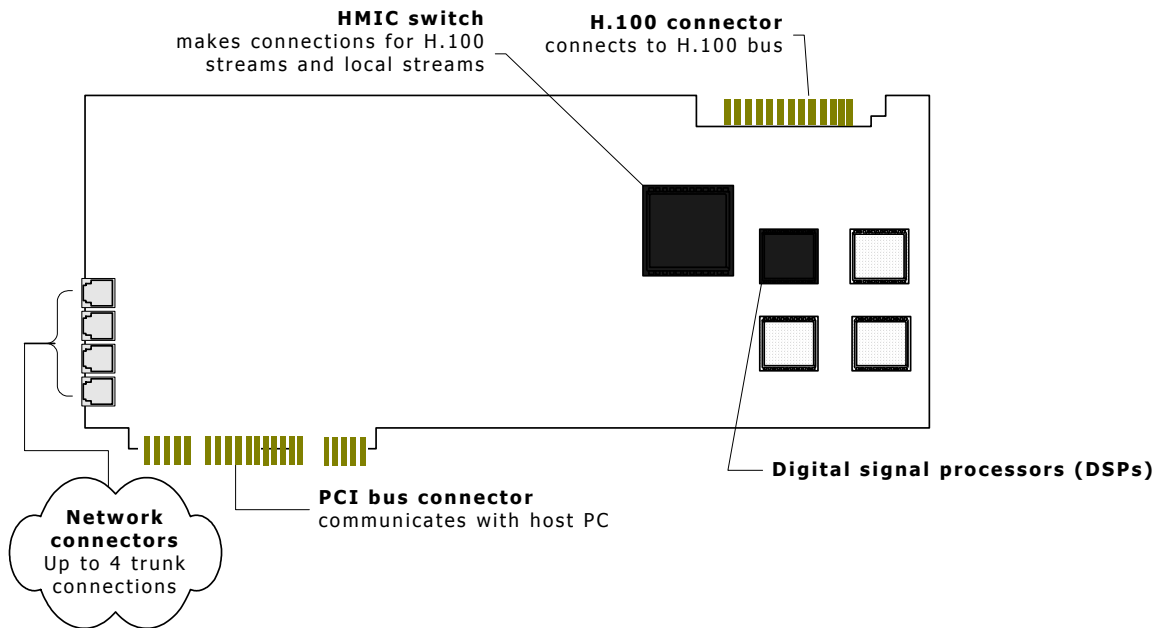 HMIC switch
makes connections for H.100
streams and local streams
H.100 connector
connects to H.100 bus
Digital signal processors (DSPs)
PCI bus connector
communicates with host PC
Network
connectors
Up to 4 trunk
connections